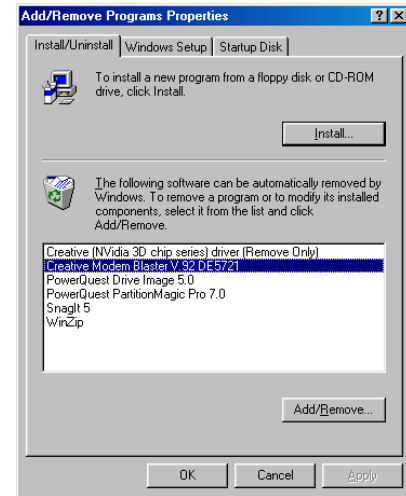 Add/Remove Programs Properties
Install/Uninstall Windows Setup Startup Disk
To install a new program from a floppy disk or CD-ROM
drive, click Install.
Install...
The following software can be automatically removed by
Windows. To remove a program or to modify its installed
components, select it from the list and click
Add/Remove.
Creative (NVidia 3D chip series) driver (Remove Only)
Creative Modem Blaster V.92 DE5721
PowerQuest Drive Image 5.0
PowerQuest PartitionMagic Pro 7.0
SnagIt 5
WinZip
Add/Remove...
OK Cancel Apply